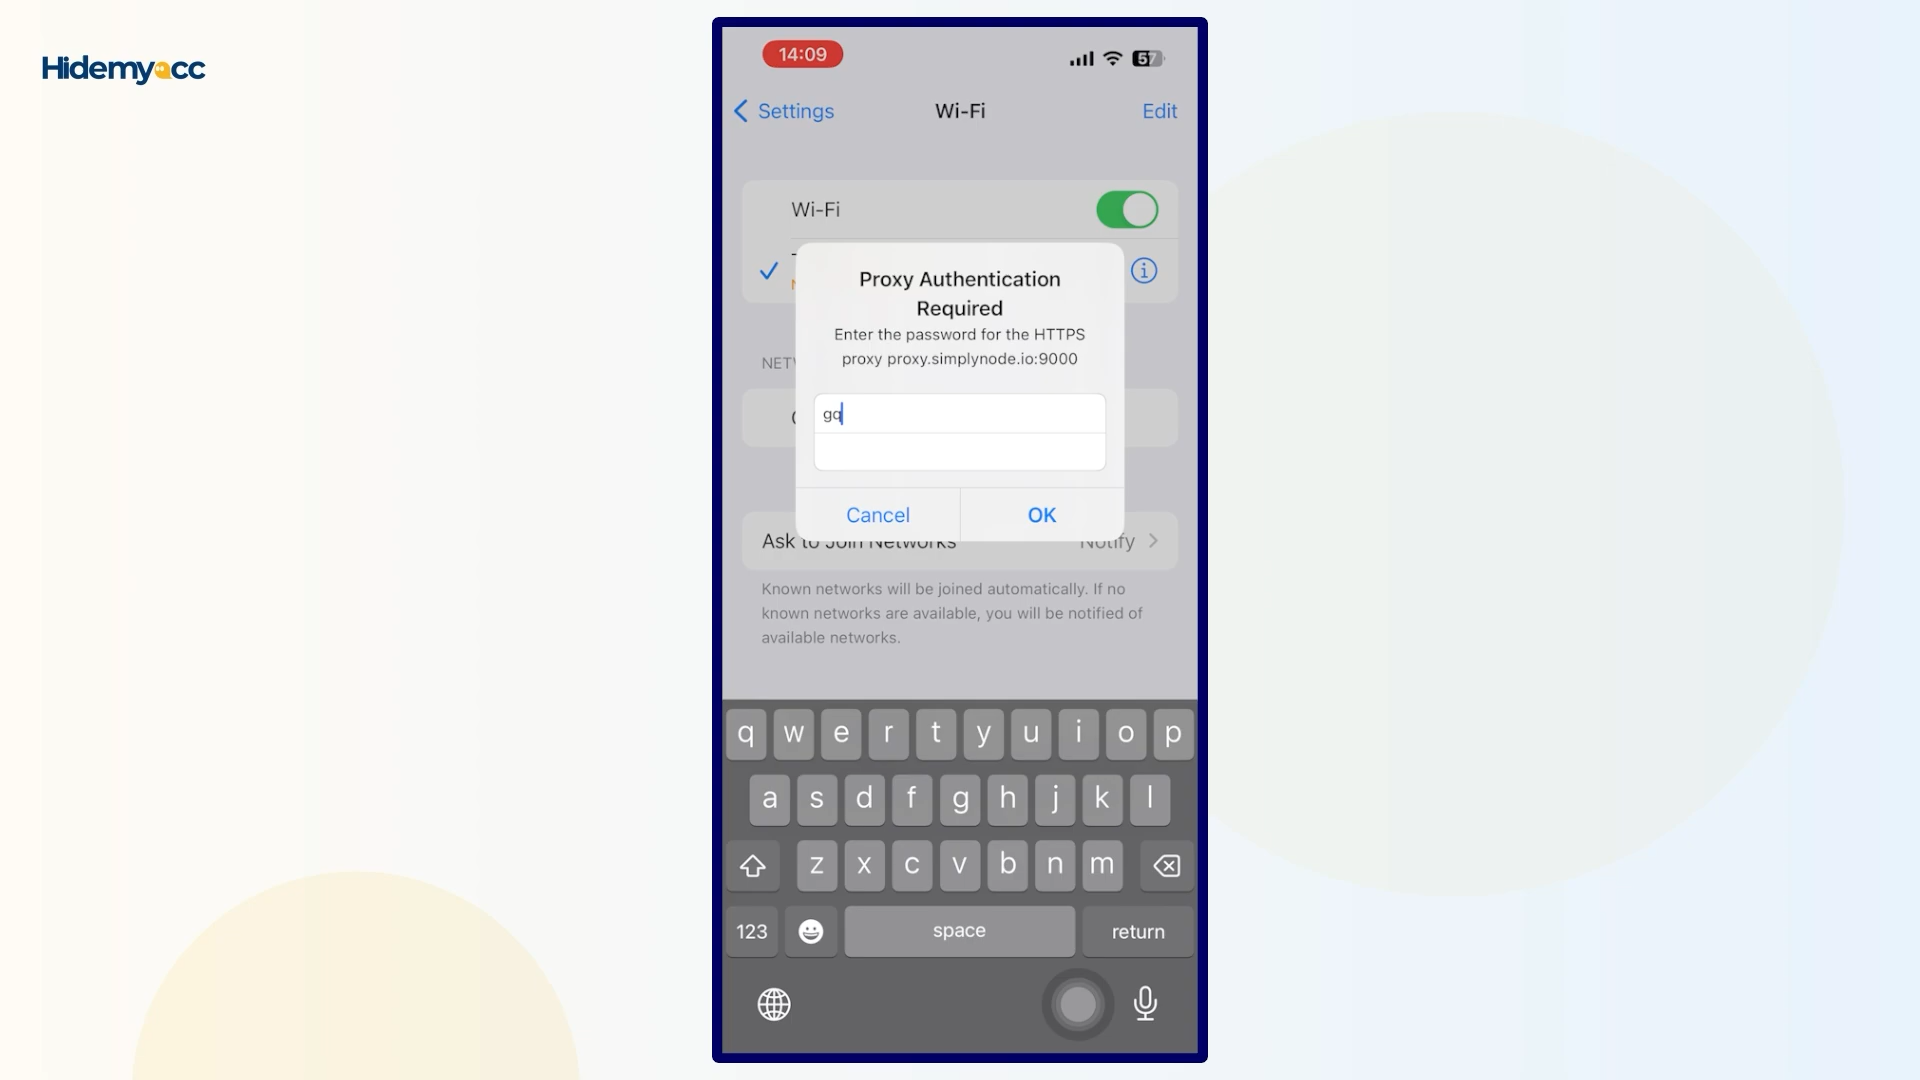 Hidemyacc
14:09
57
Settings
Wi-Fi
Edit
Wi-Fi
Proxy Authentication
Required
Enter the password for the HTTPS
proxy proxy.simplynode.io:9000
gq
Cancel
OK
Ask to Join Networks
Notify
Known networks will be joined automatically. If no
known networks are available, you will be notified of
available networks.
q w e r t y u i o p
a s d f g h j k l
z x c v b n m
123
space
return